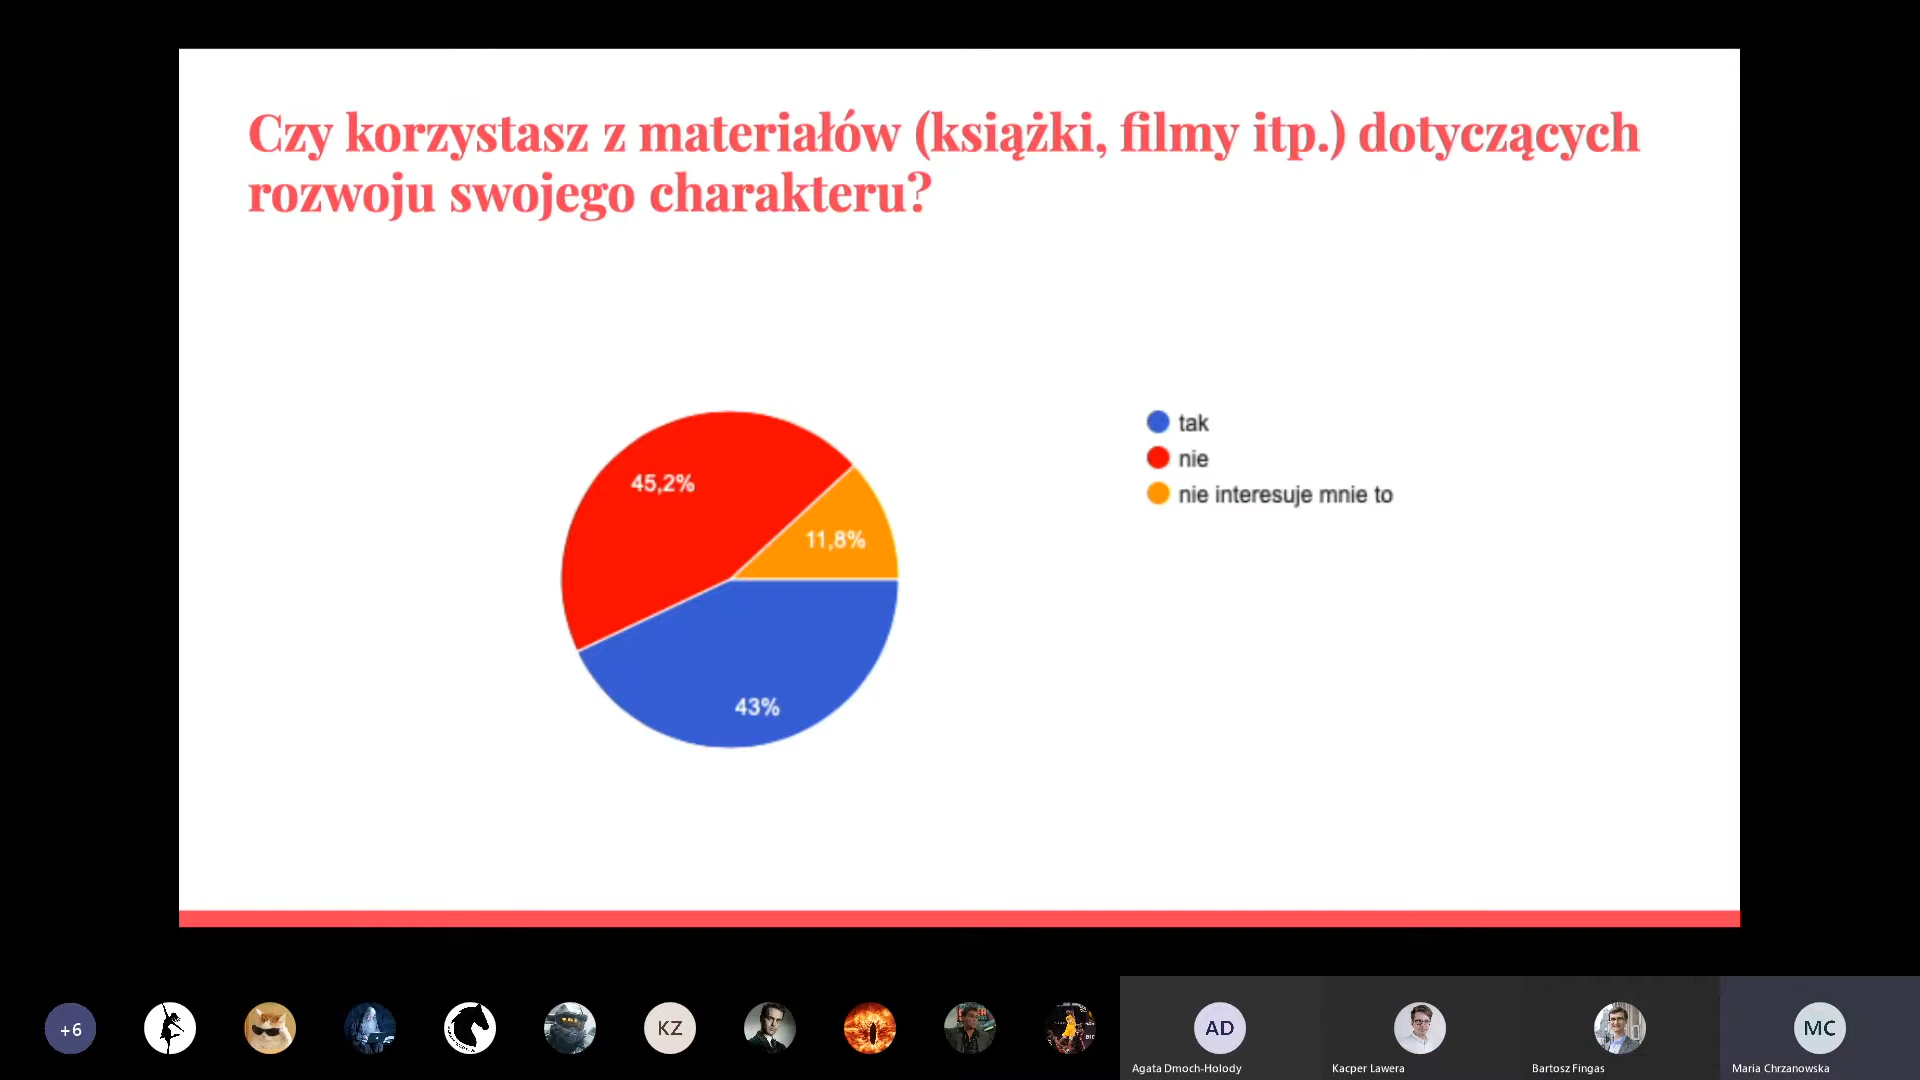 Czy korzystasz z materiałów (książki, filmy itp.) dotyczących
rozwoju swojego charakteru?
45,2%
11,8%
43%
tak
nie
nie interesuje mnie to
+6
KZ
AD
MC
Agata Dmoch-Holody
Kacper Lawera
Bartosz Fingas
Maria Chrzanowska